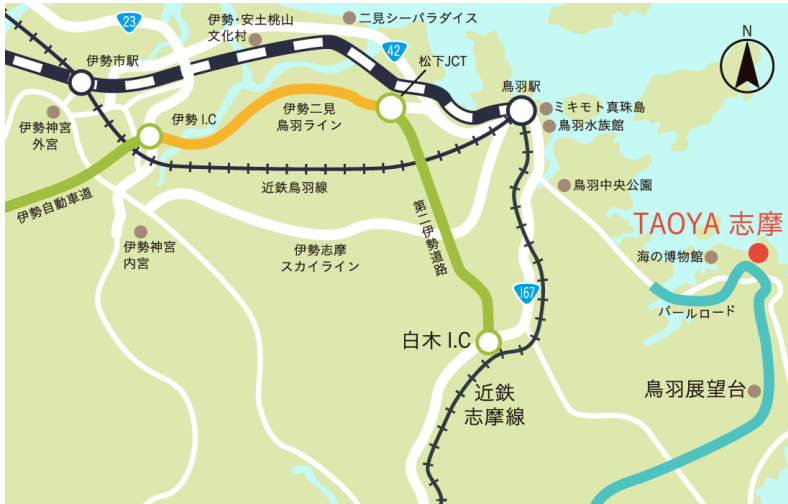 23
伊勢・安土桃山
文化村
二見シーパラダイス
N
伊勢市駅
42
松下JCT
鳥羽駅
伊勢神宮
外宮
伊勢 I.C
伊勢二見
鳥羽ライン
ミキモト真珠島
鳥羽水族館
近鉄鳥羽線
鳥羽中央公園
伊勢自動車道
第二伊勢道路
TAOYA 志摩
伊勢神宮
内宮
伊勢志摩
スカイライン
海の博物館
167
パールロード
白木 I.C
近鉄
志摩線
鳥羽展望台